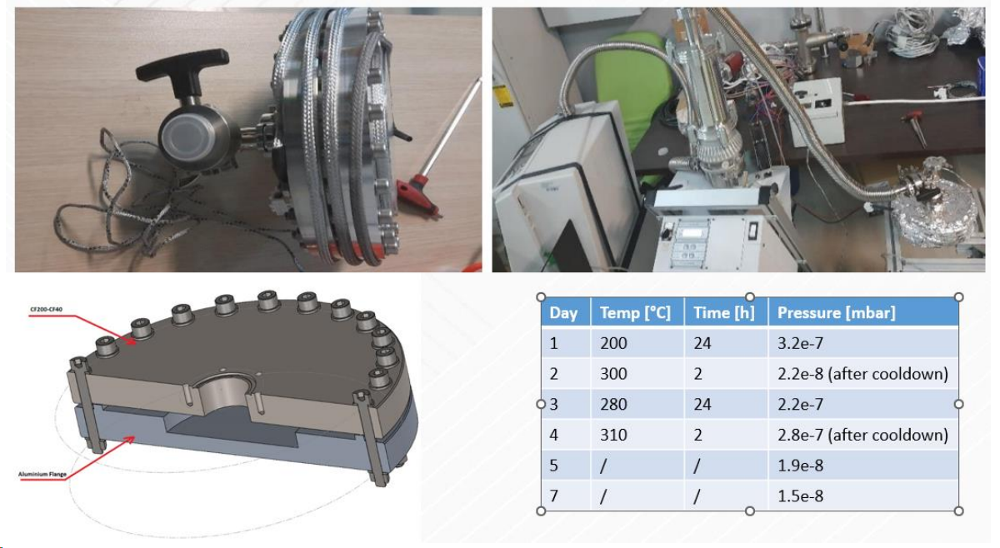 CF200-CF40
Aluminium Flange
Day Temp [°C] Time [h] Pressure [mbar]
1 200 24 3.2e-7
2 300 2 2.2e-8 (after cooldown)
3 280 24 2.2e-7
4 310 2 2.8e-7 (after cooldown)
5 / / 1.9e-8
7 / / 1.5e-8